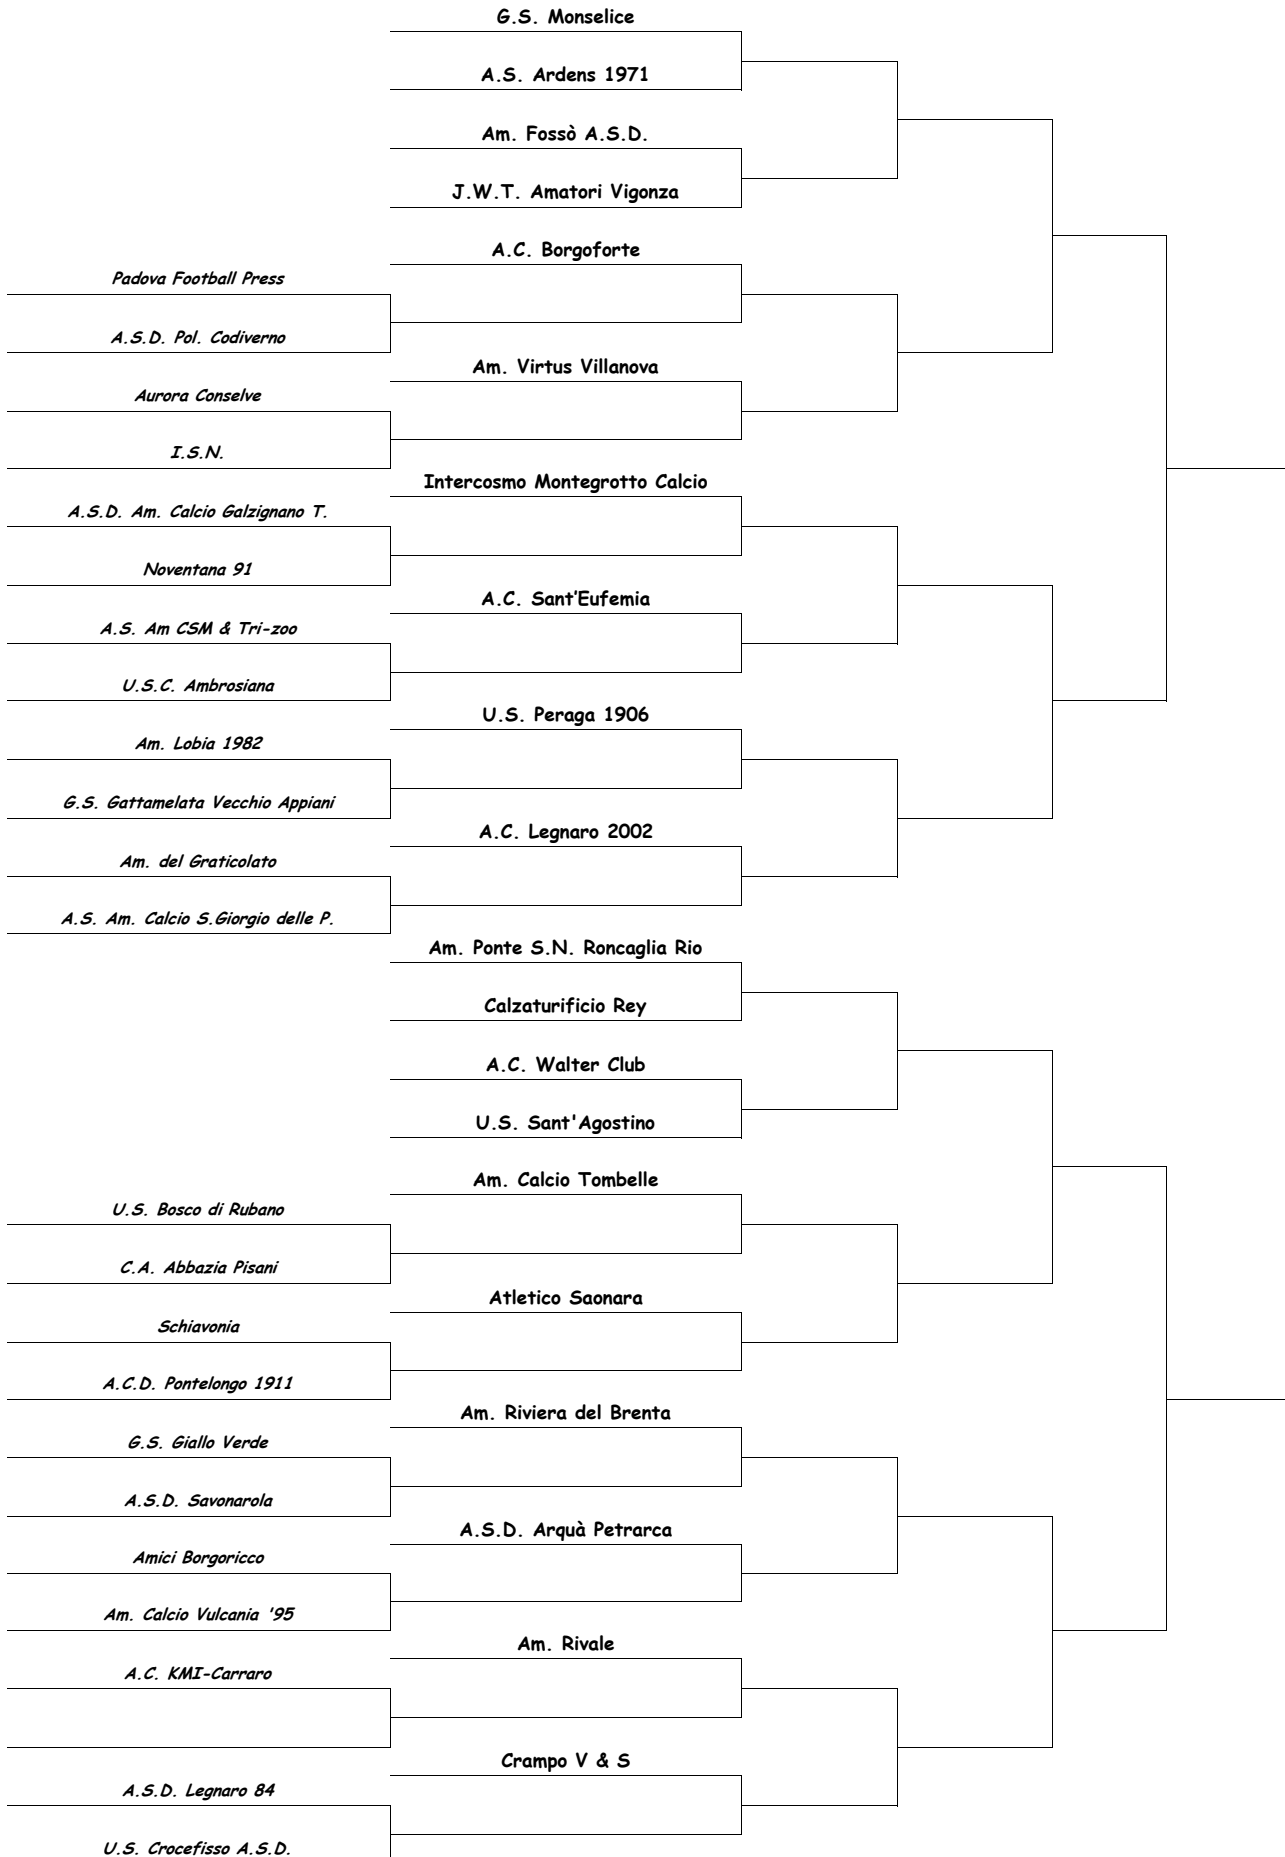 G.S. Monselice
A.S. Ardens 1971
Am. Fossò A.S.D.
J.W.T. Amatori Vigonza
A.C. Borgoforte
Padova Football Press
A.S.D. Pol. Codiverno
Am. Virtus Villanova
Aurora Conselve
I.S.N.
Intercosmo Montegrotto Calcio
A.S.D. Am. Calcio Galzignano T.
Noventana 91
A.C. Sant'Eufemia
A.S. Am CSM & Tri-zoo
U.S.C. Ambrosiana
U.S. Peraga 1906
Am. Lobia 1982
G.S. Gattamelata Vecchio Appiani
A.C. Legnaro 2002
Am. del Graticolato
A.S. Am. Calcio S.Giorgio delle P.
Am. Ponte S.N. Roncaglia Rio
Calzaturificio Rey
A.C. Walter Club
U.S. Sant'Agostino
Am. Calcio Tombelle
U.S. Bosco di Rubano
C.A. Abbazia Pisani
Atletico Saonara
Schiavonia
A.C.D. Pontelongo 1911
Am. Riviera del Brenta
G.S. Giallo Verde
A.S.D. Savonarola
A.S.D. Arquà Petrarca
Amici Borgoricco
Am. Calcio Vulcania '95
Am. Rivale
A.C. KMI-Carraro
Crampo V & S
A.S.D. Legnaro 84
U.S. Crocefisso A.S.D.